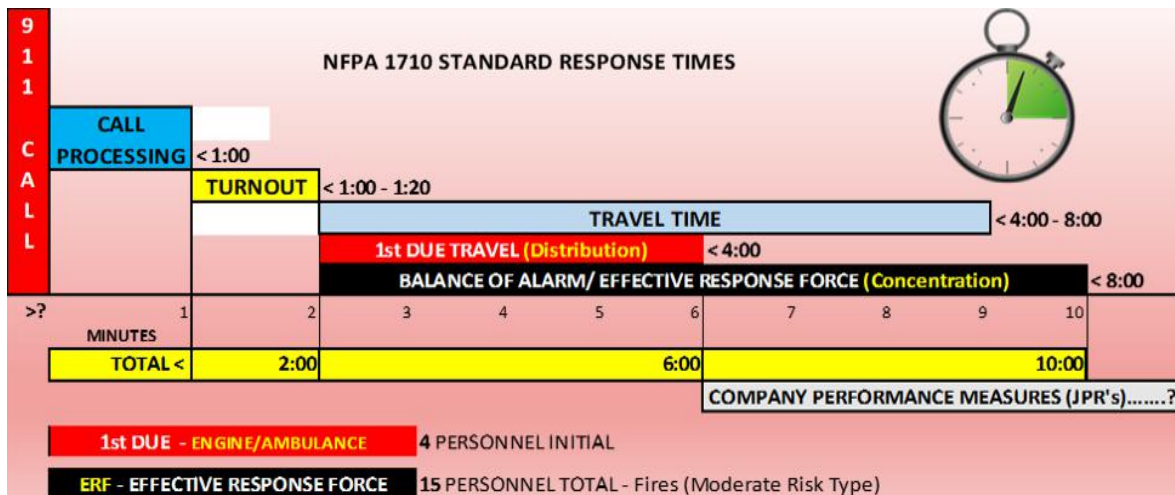 911 CALL
NFPA 1710 STANDARD RESPONSE TIMES
CALL
PROCESSING < 1:00
TURNOUT < 1:00 - 1:20
TRAVEL TIME < 4:00 - 8:00
1st DUE TRAVEL (Distribution) < 4:00
BALANCE OF ALARM/ EFFECTIVE RESPONSE FORCE (Concentration) < 8:00
>? 1 2 3 4 5 6 7 8 9 10
MINUTES
TOTAL < 2:00 6:00 10:00
COMPANY PERFORMANCE MEASURES (JPR's).......?
1st DUE - ENGINE/AMBULANCE 4 PERSONNEL INITIAL
ERF - EFFECTIVE RESPONSE FORCE 15 PERSONNEL TOTAL - Fires (Moderate Risk Type)